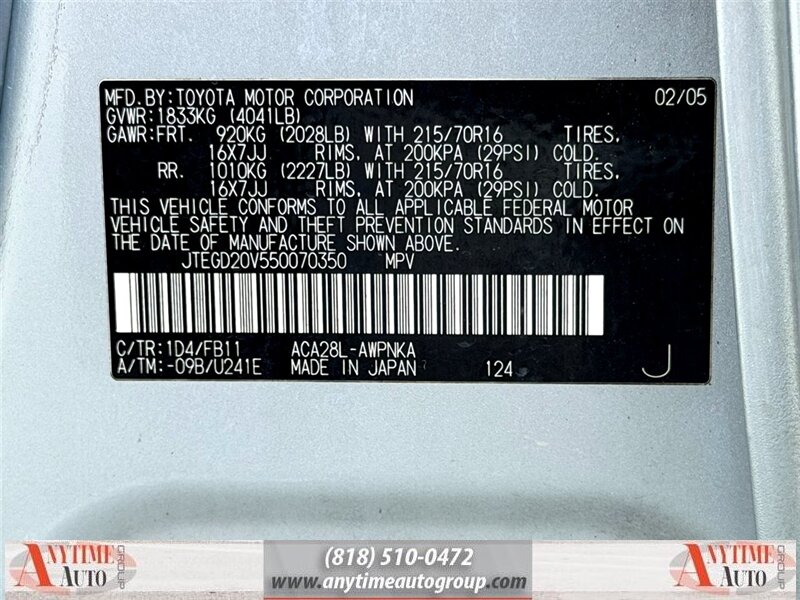 MFD.BY:TOYOTA MOTOR CORPORATION 02/05
GVWR:1833KG (4041LB)
GAWR:FRT. 920KG (2028LB) WITH 215/70R16 TIRES,
16X7JJ RIMS, AT 200KPA (29PSI) COLD.
RR. 1010KG (2227LB) WITH 215/70R16 TIRES,
16X7JJ RIMS, AT 200KPA (29PSI) COLD.
THIS VEHICLE CONFORMS TO ALL APPLICABLE FEDERAL MOTOR
VEHICLE SAFETY AND THEFT PREVENTION STANDARDS IN EFFECT ON
THE DATE OF MANUFACTURE SHOWN ABOVE.
JTEGD20V550070350 MPV
C/TR:1D4/FB11 ACA28L-AWPNKA
A/TM:-09B/U241E MADE IN JAPAN 124 J
ANYTIME AUTO GROUP
(818) 510-0472
www.anytimeautogroup.com
ANYTIME AUTO GROUP